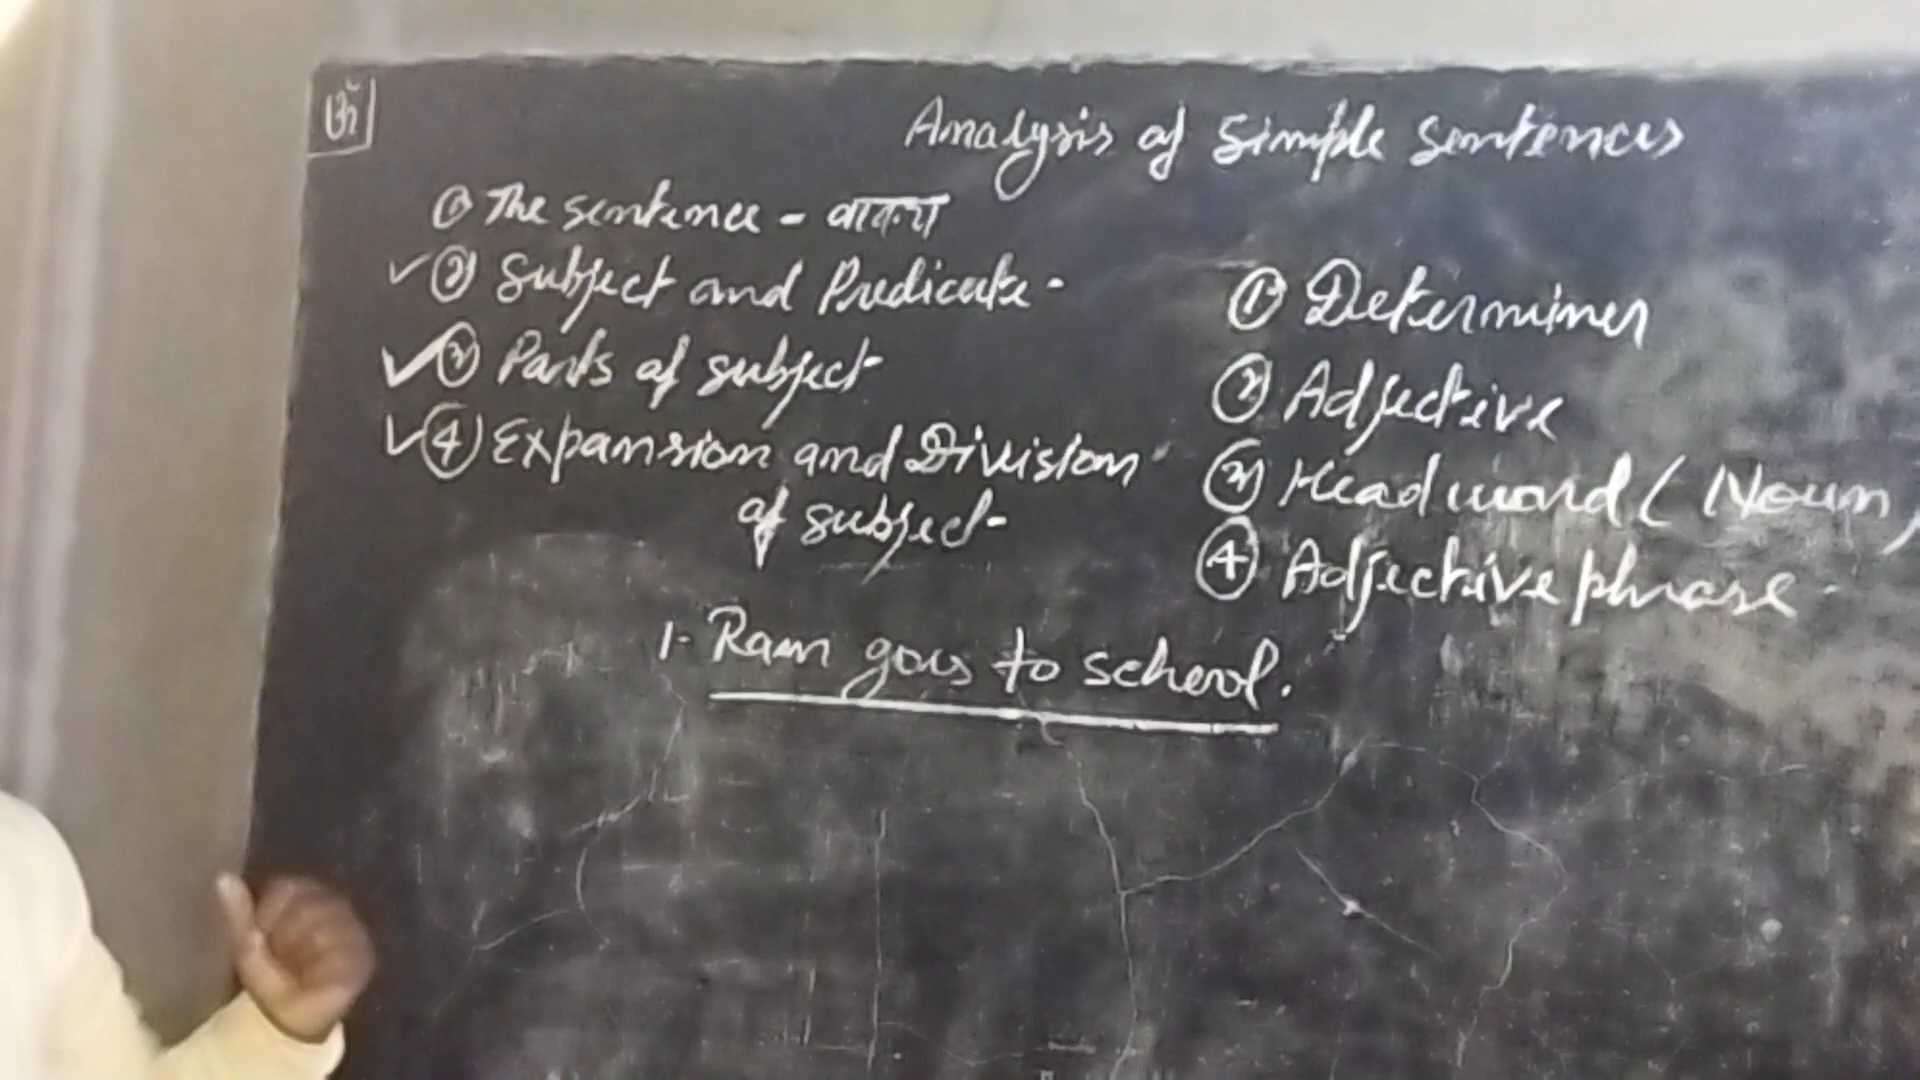 ॐ
Analysis of Simple Sentences
① The sentence - वाक्य
✓② Subject and Predicate -
✓③ Parts of subject -
✓④ Expansion and Division
of subject -
① Determiner
② Adjective
③ Head word (Noun)
④ Adjective phrase -
1- Ram goes to school.